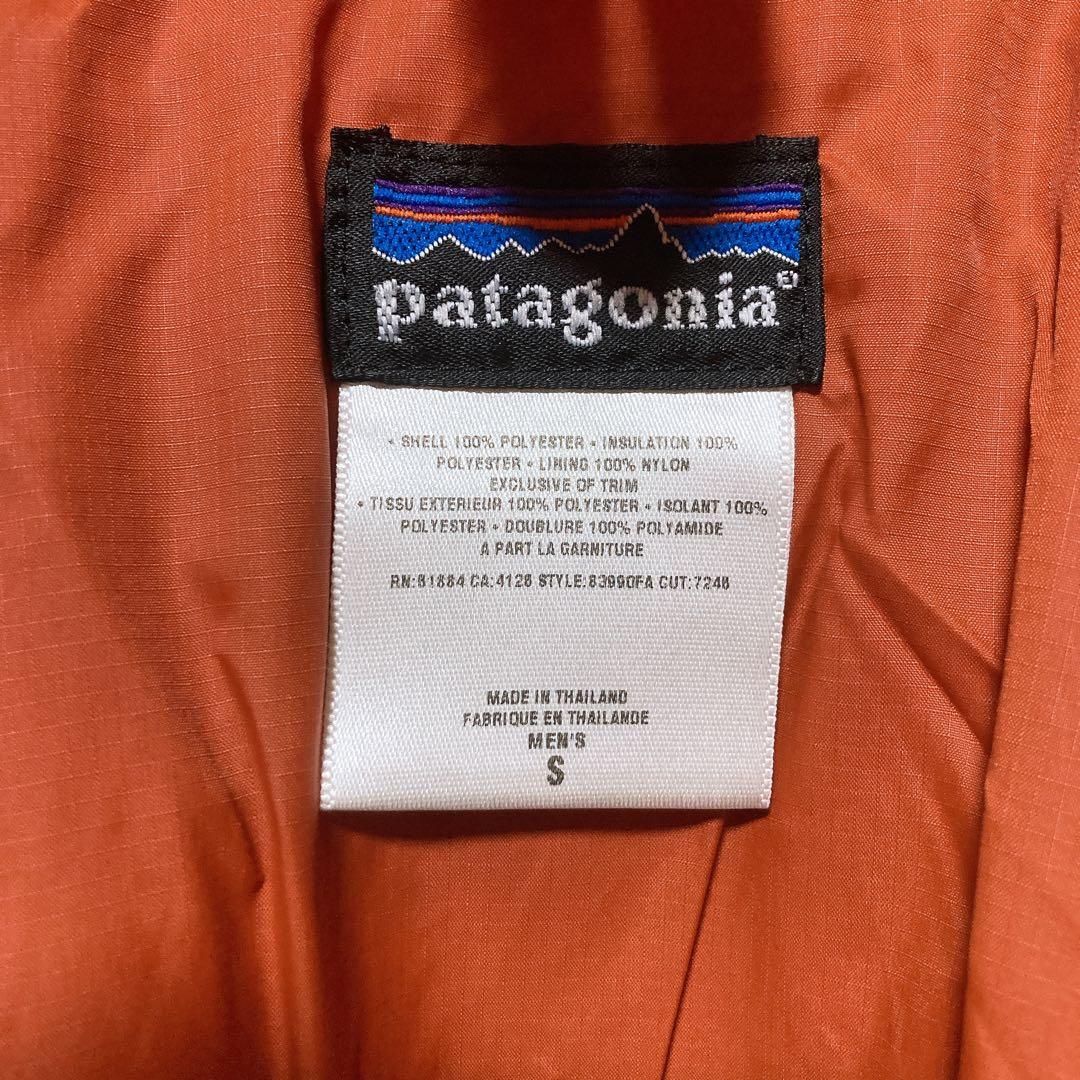 patagonia®
• SHELL 100% POLYESTER • INSULATION 100%
POLYESTER • LINING 100% NYLON
EXCLUSIVE OF TRIM
• TISSU EXTERIEUR 100% POLYESTER • ISOLANT 100%
POLYESTER • DOUBLURE 100% POLYAMIDE
A PART LA GARNITURE
RN:51884 CA:4126 STYLE:83990FA CUT:7246
MADE IN THAILAND
FABRIQUE EN THAILANDE
MEN'S
S